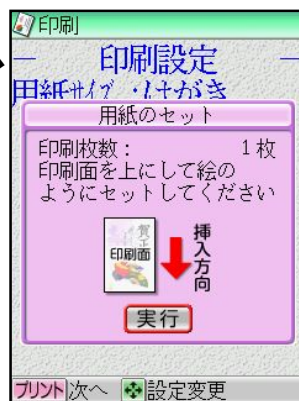 印刷
印刷設定
用紙サイズ :はがき
用紙のセット
印刷枚数: 1枚
印刷面を上にして絵の
ようにセットしてください
賀正
印刷面
挿入方向
実行
プリント次へ 設定変更